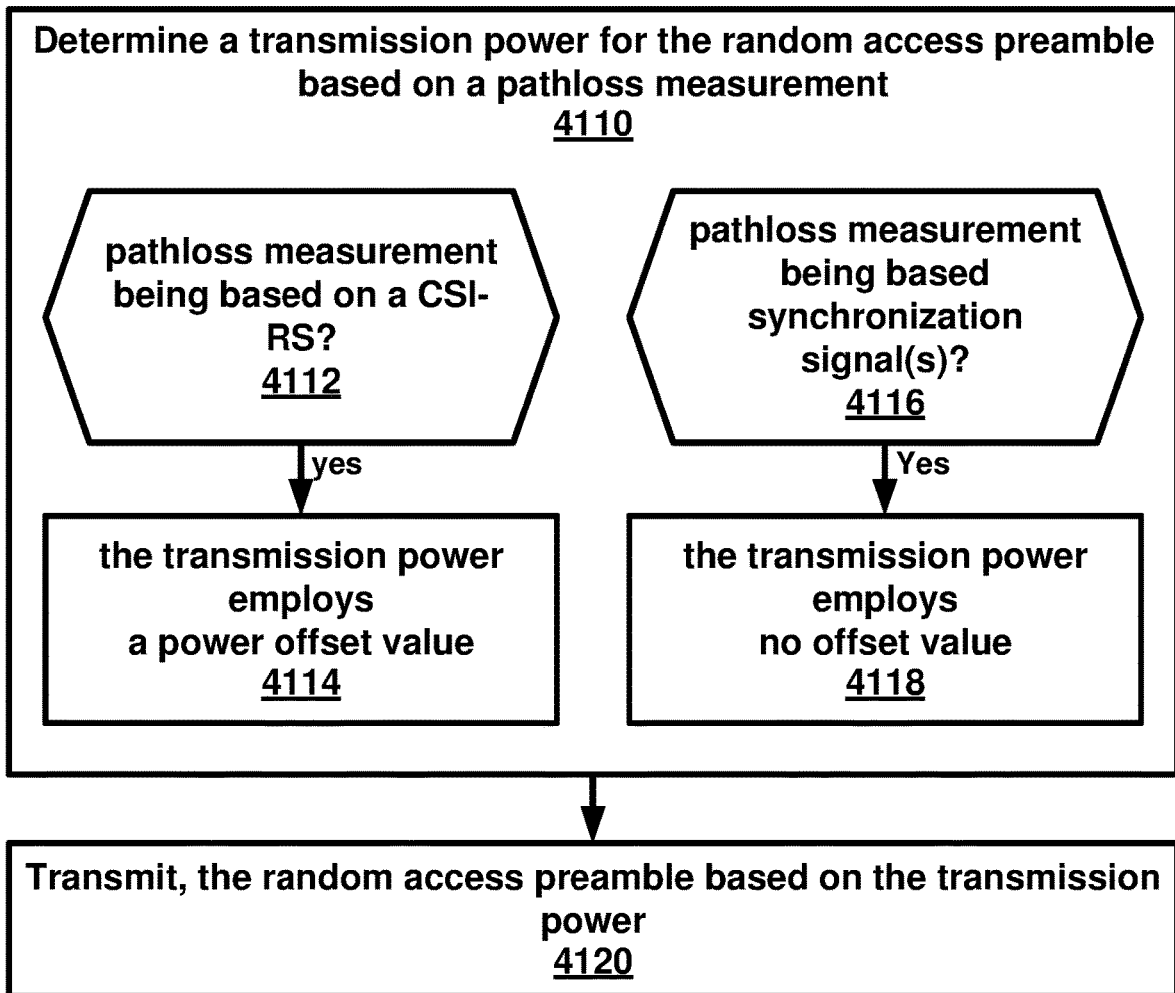 Determine a transmission power for the random access preamble
based on a pathloss measurement
4110
pathloss measurement
being based on a CSI-
RS?
4112
yes
the transmission power
employs
a power offset value
4114
pathloss measurement
being based
synchronization
signal(s)?
4116
Yes
the transmission power
employs
no offset value
4118
Transmit, the random access preamble based on the transmission
power
4120